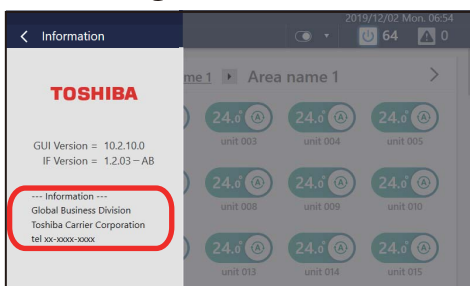 2019/12/02 Mon. 06:54
Information
64
0
me 1 Area name 1
TOSHIBA
24.0 A 24.0 A 24.0 A
unit 003 unit 004 unit 005
GUI Version = 10.2.10.0
IF Version = 1.2.03-AB
24.0 A 24.0 A 24.0 A
unit 008 unit 009 unit 010
--- Information ---
Global Business Division
Toshiba Carrier Corporation
tel xx-xxxx-xxxx
24.0 A 24.0 A 24.0 A
unit 013 unit 014 unit 015